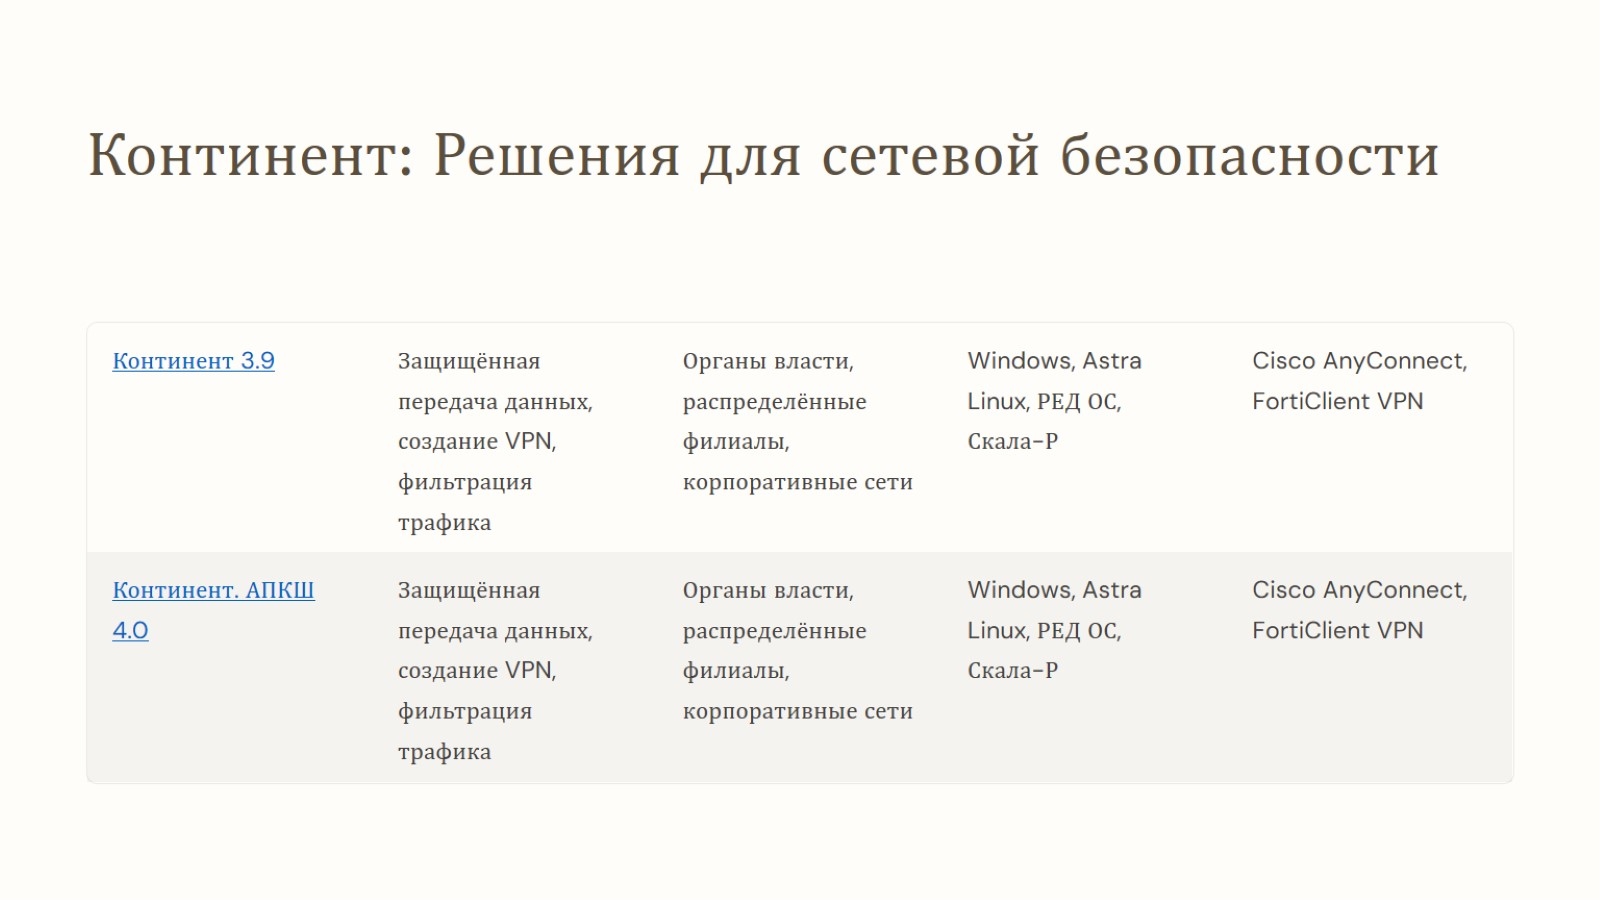 Континент: Решения для сетевой безопасности
Континент 3.9
Защищённая
передача данных,
создание VPN,
фильтрация
трафика
Органы власти,
распределённые
филиалы,
корпоративные сети
Windows, Astra
Linux, РЕД ОС,
Скала-Р
Cisco AnyConnect,
FortiClient VPN
Континент. АПКШ
4.0
Защищённая
передача данных,
создание VPN,
фильтрация
трафика
Органы власти,
распределённые
филиалы,
корпоративные сети
Windows, Astra
Linux, РЕД ОС,
Скала-Р
Cisco AnyConnect,
FortiClient VPN